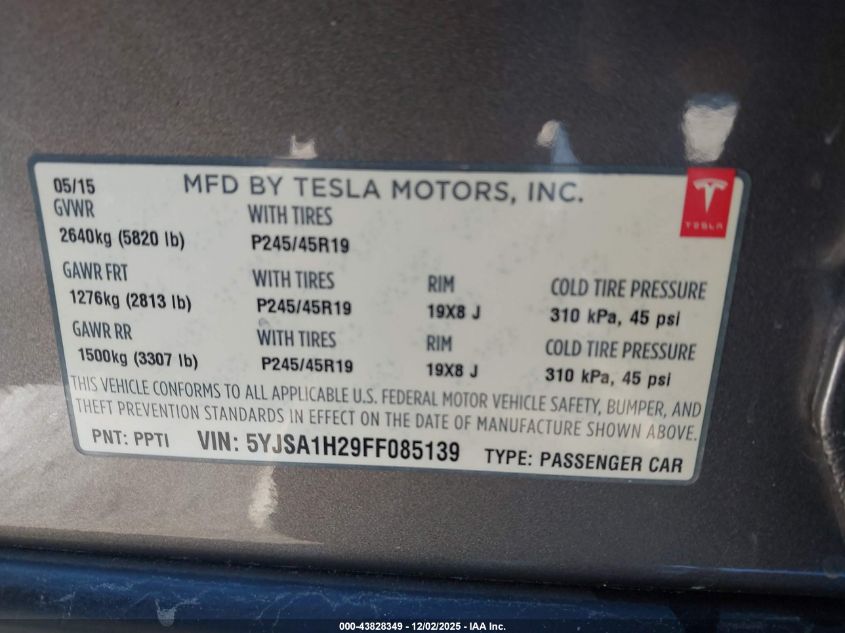 05/15 MFD BY TESLA MOTORS, INC.
TESLA
GVWR WITH TIRES
2640kg (5820 lb) P245/45R19
GAWR FRT WITH TIRES RIM COLD TIRE PRESSURE
1276kg (2813 lb) P245/45R19 19X8 J 310 kPa, 45 psi
GAWR RR WITH TIRES RIM COLD TIRE PRESSURE
1500kg (3307 lb) P245/45R19 19X8 J 310 kPa, 45 psi
THIS VEHICLE CONFORMS TO ALL APPLICABLE U.S. FEDERAL MOTOR VEHICLE SAFETY, BUMPER, AND
THEFT PREVENTION STANDARDS IN EFFECT ON THE DATE OF MANUFACTURE SHOWN ABOVE.
PNT: PPTI VIN: 5YJSA1H29FF085139 TYPE: PASSENGER CAR
000-43828349 - 12/02/2025 - IAA Inc.